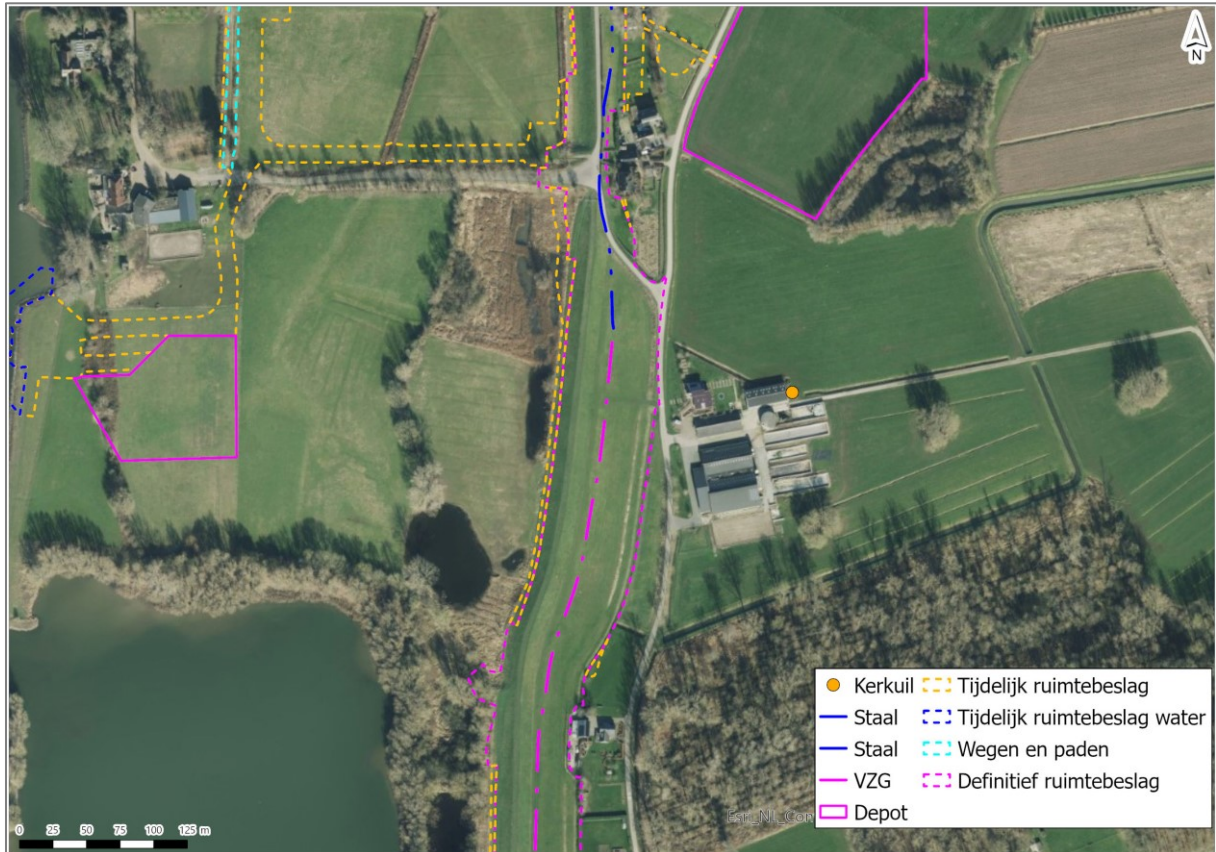 N
Kerkuil
Tijdelijk ruimtebeslag
Staal
Tijdelijk ruimtebeslag water
Staal
Wegen en paden
VZG
Definitief ruimtebeslag
Depot
0 25 50 75 100 125 m